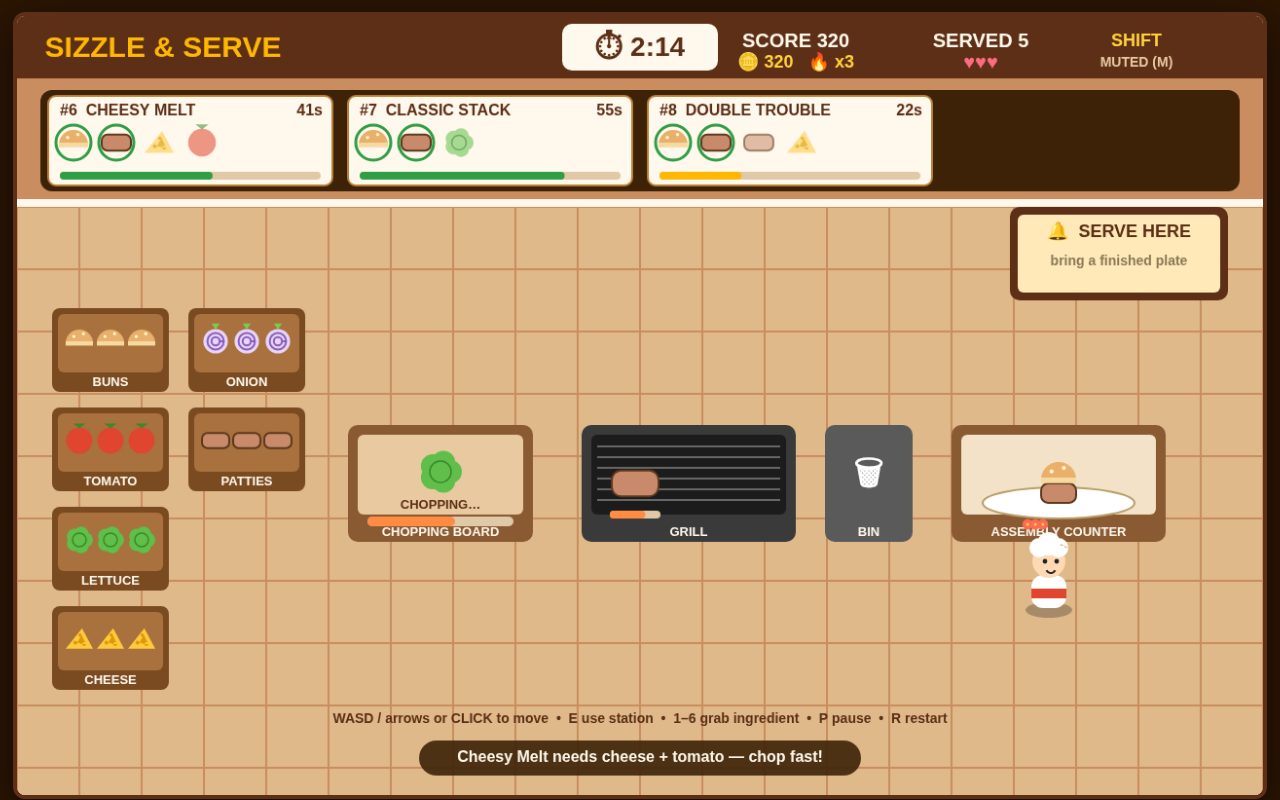 SIZZLE & SERVE
2:14
SCORE 320
320 x3
SERVED 5
SHIFT
MUTED (M)
#6 CHEESY MELT 41s
#7 CLASSIC STACK 55s
#8 DOUBLE TROUBLE 22s
SERVE HERE
bring a finished plate
BUNS
ONION
TOMATO
PATTIES
LETTUCE
CHEESE
CHOPPING…
CHOPPING BOARD
GRILL
BIN
ASSEMBLY COUNTER
WASD / arrows or CLICK to move • E use station • 1–6 grab ingredient • P pause • R restart
Cheesy Melt needs cheese + tomato — chop fast!